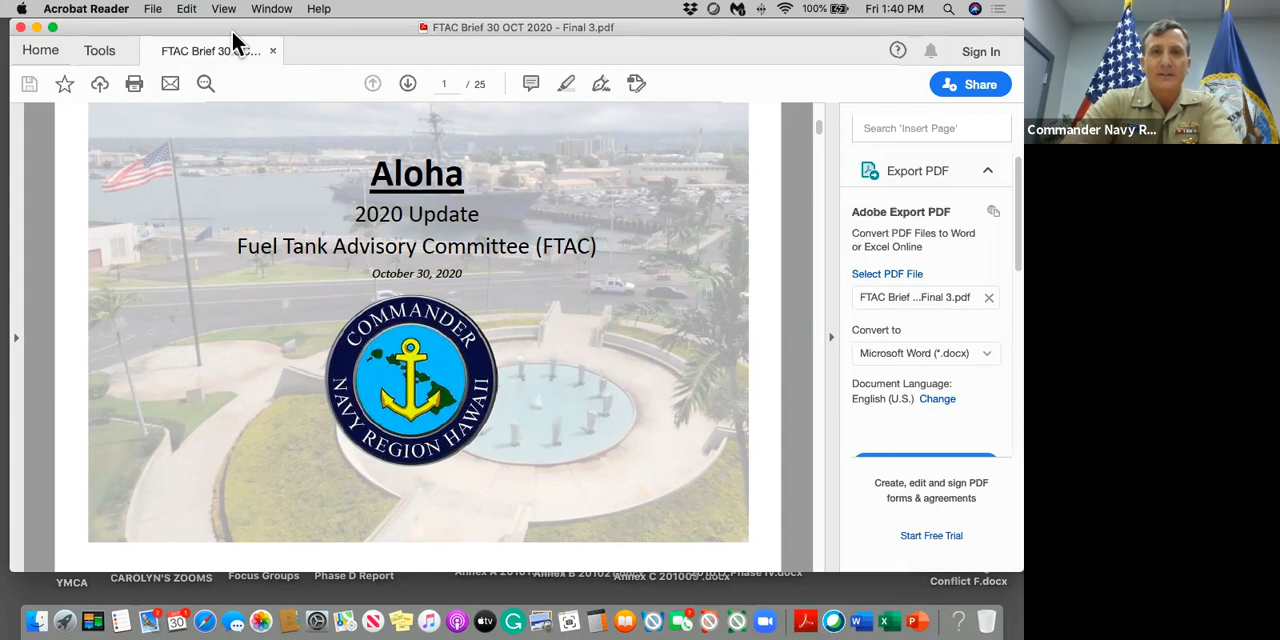 Acrobat Reader File Edit View Window Help 100% Fri 1:40 PM
FTAC Brief 30 OCT 2020 - Final 3.pdf
Home Tools FTAC Brief 30 Sign In
1 / 25 Share
Aloha
2020 Update
Fuel Tank Advisory Committee (FTAC)
October 30, 2020
COMMANDER
NAVY REGION HAWAII
Search 'Insert Page'
Export PDF
Adobe Export PDF
Convert PDF Files to Word
or Excel Online
Select PDF File
FTAC Brief ...Final 3.pdf
Convert to
Microsoft Word (*.docx)
Document Language:
English (U.S.) Change
Create, edit and sign PDF
forms & agreements
Start Free Trial
Commander Navy R...
YMCA CAROLYN'S ZOOMS Focus Groups Phase D Report
Conflict F.docx
30